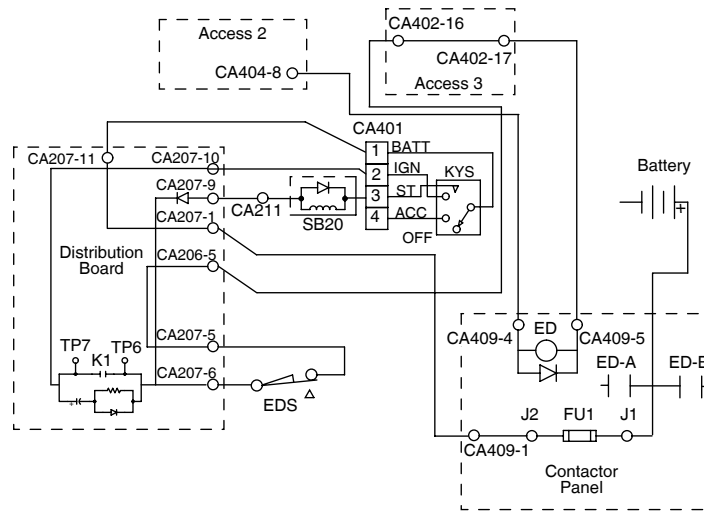 CA402-16
Access 2
CA402-17
CA404-8
Access 3
CA401
1
BATT
CA207-11
CA207-10
2
IGN
KYS
Battery
CA207-9
3
ST
CA211
+
CA207-1
SB20
4
ACC
OFF
Distribution
Board
CA206-5
CA207-5
CA409-4
ED
CA409-5
TP7
K1
TP6
ED-A
ED-B
CA207-6
+
EDS
J2
FU1
J1
CA409-1
Contactor
Panel